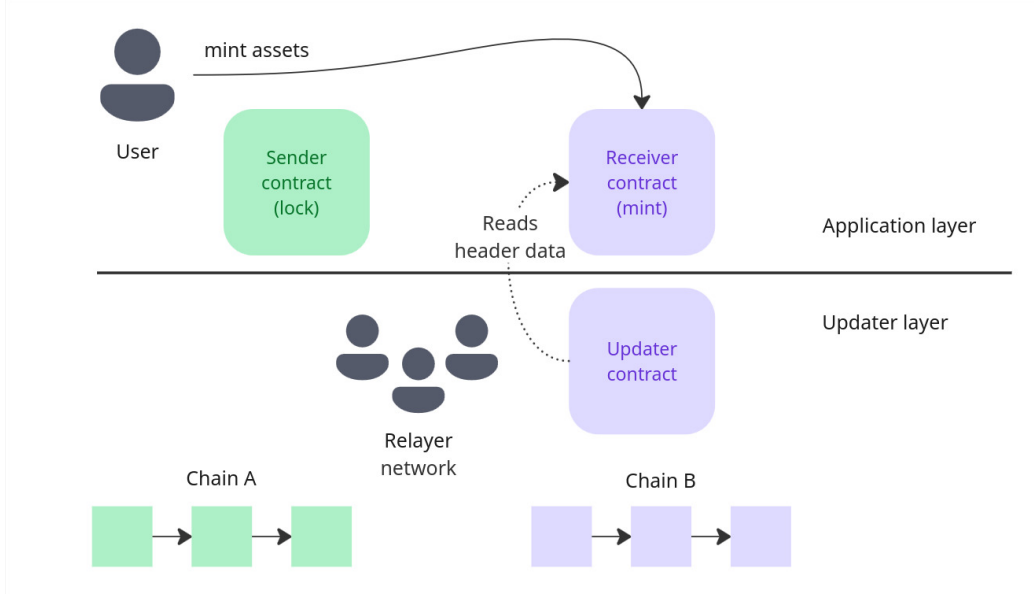 mint assets
User
Sender
contract
(lock)
Receiver
contract
(mint)
Reads
header data
Application layer
Updater layer
Updater
contract
Relayer
network
Chain A
Chain B